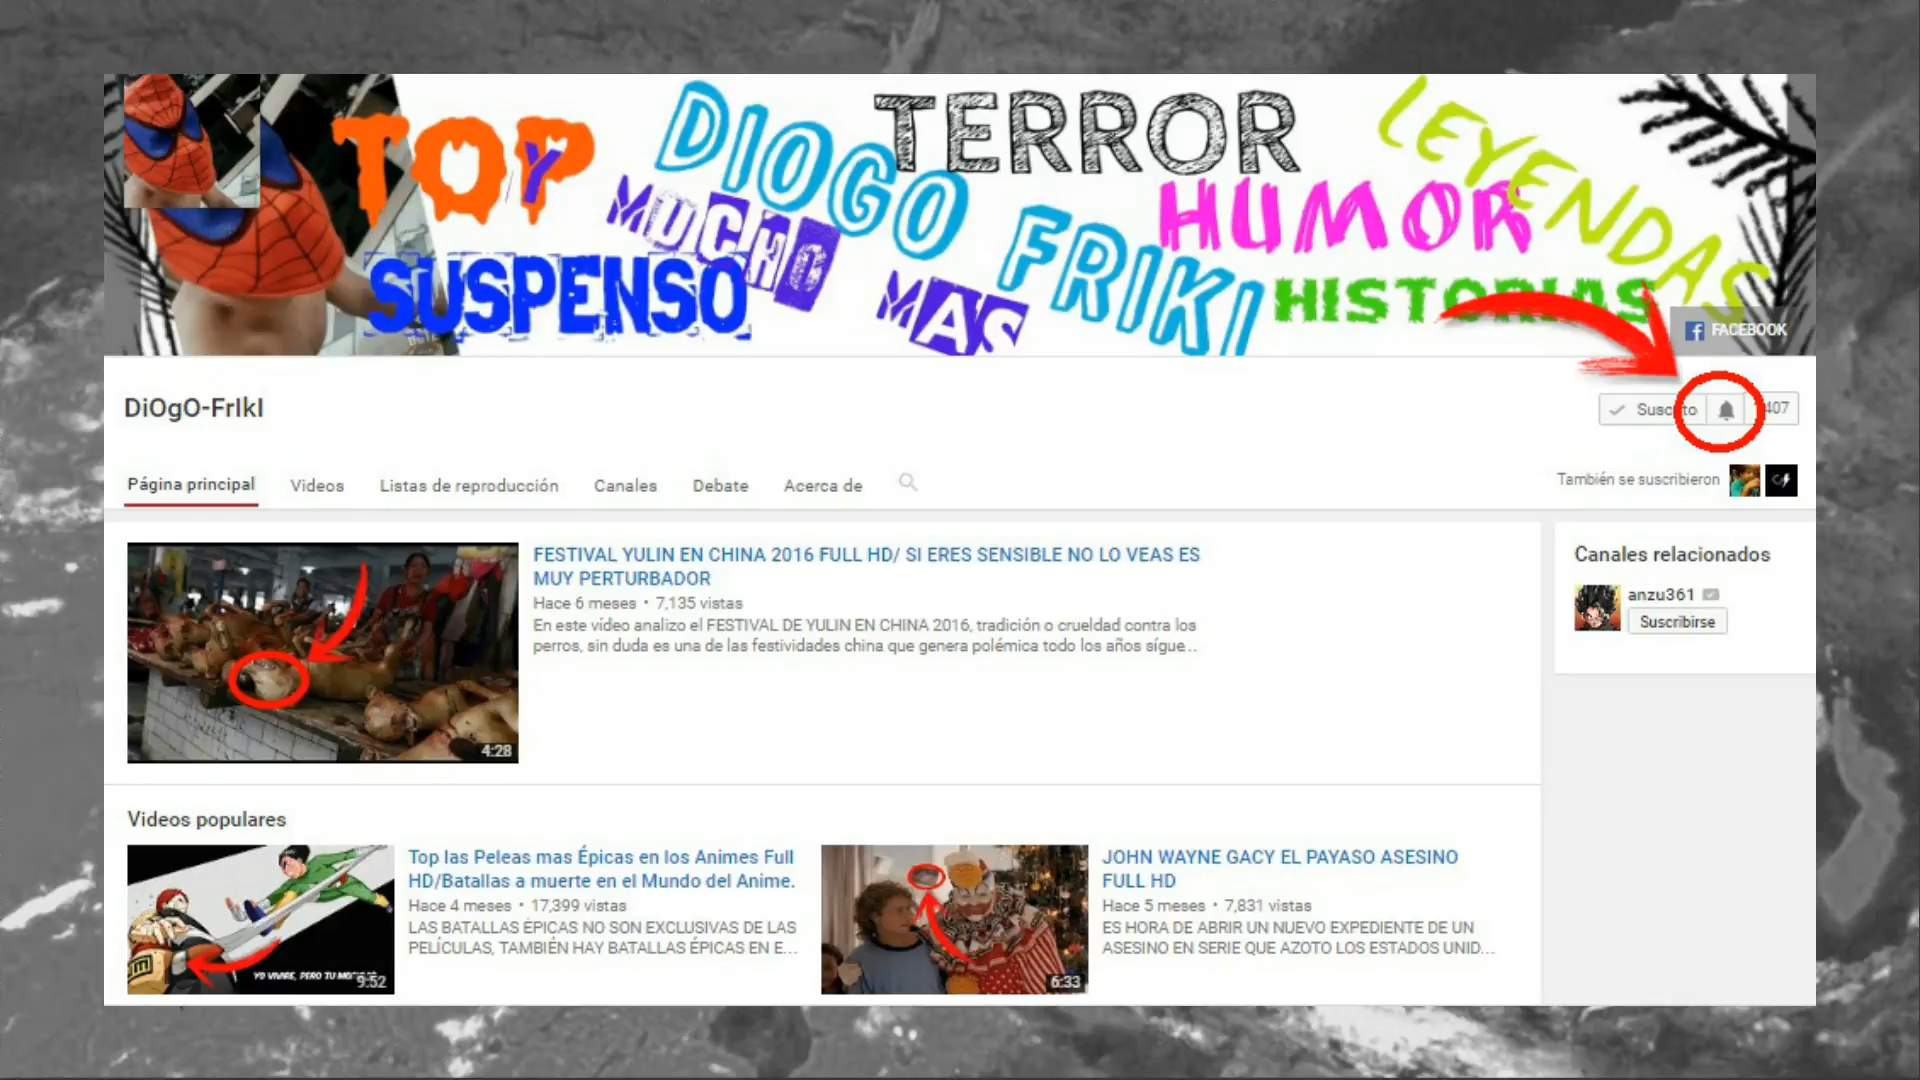 TOP
Y
MUCHO
MAS
DIOGO FRIKI
TERROR
HUMOR
LEYENDAS
SUSPENSO
HISTORIAS
FACEBOOK
DiOgO-FrIkI
Suscrito
407
Página principal
Videos
Listas de reproducción
Canales
Debate
Acerca de
También se suscribieron
FESTIVAL YULIN EN CHINA 2016 FULL HD/ SI ERES SENSIBLE NO LO VEAS ES
MUY PERTURBADOR
Hace 6 meses • 7,135 vistas
En este vídeo analizo el FESTIVAL DE YULIN EN CHINA 2016, tradición o crueldad contra los
perros, sin duda es una de las festividades china que genera polémica todo los años sígue...
4:28
Canales relacionados
anzu361
Suscribirse
Videos populares
Top las Peleas mas Épicas en los Animes Full
HD/Batallas a muerte en el Mundo del Anime.
Hace 4 meses • 17,399 vistas
LAS BATALLAS ÉPICAS NO SON EXCLUSIVAS DE LAS
PELÍCULAS, TAMBIÉN HAY BATALLAS ÉPICAS EN E...
YO VIVIRE, PERO TU
9:52
JOHN WAYNE GACY EL PAYASO ASESINO
FULL HD
Hace 5 meses • 7,831 vistas
ES HORA DE ABRIR UN NUEVO EXPEDIENTE DE UN
ASESINO EN SERIE QUE AZOTO LOS ESTADOS UNID...
6:33